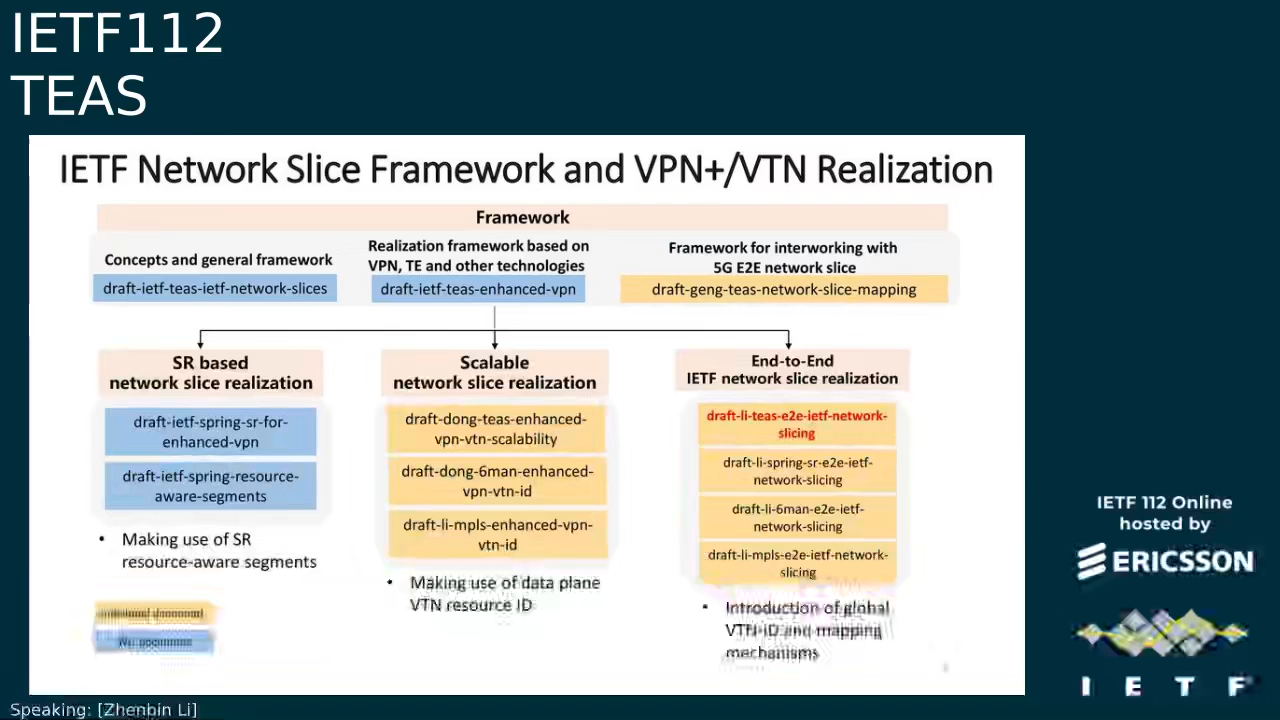 IETF112
TEAS
IETF Network Slice Framework and VPN+/VTN Realization
Framework
Concepts and general framework
draft-ietf-teas-ietf-network-slices
Realization framework based on
VPN, TE and other technologies
draft-ietf-teas-enhanced-vpn
Framework for interworking with
5G E2E network slice
draft-geng-teas-network-slice-mapping
SR based
network slice realization
draft-ietf-spring-sr-for-
enhanced-vpn
draft-ietf-spring-resource-
aware-segments
• Making use of SR
resource-aware segments
Scalable
network slice realization
draft-dong-teas-enhanced-
vpn-vtn-scalability
draft-dong-6man-enhanced-
vpn-vtn-id
draft-li-mpls-enhanced-vpn-
vtn-id
• Making use of data plane
VTN resource ID
End-to-End
IETF network slice realization
draft-li-teas-e2e-ietf-network-
slicing
draft-li-spring-sr-e2e-ietf-
network-slicing
draft-li-6man-e2e-ietf-
network-slicing
draft-li-mpls-e2e-ietf-network-
slicing
• Introduction of global
VTN-ID and mapping
mechanisms
IETF 112 Online
hosted by
ERICSSON
I E T F
Speaking: [Zhenbin Li]